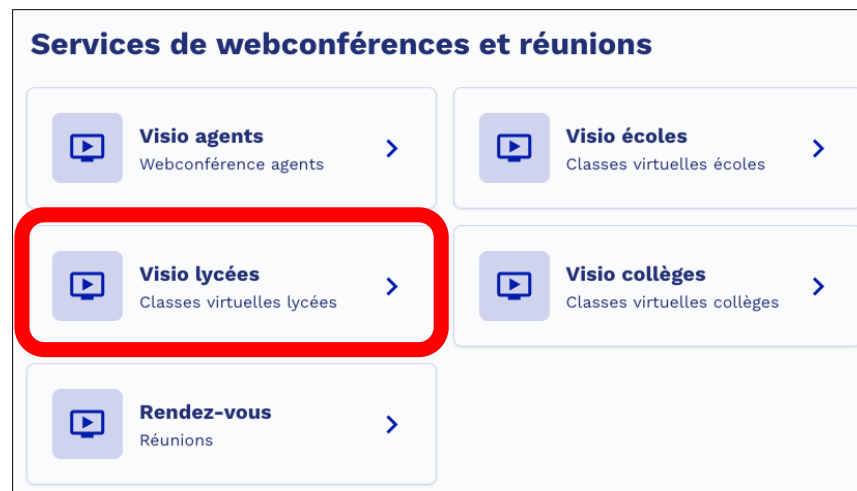 Services de webconférences et réunions
Visio agents
Webconférence agents
Visio écoles
Classes virtuelles écoles
Visio lycées
Classes virtuelles lycées
Visio collèges
Classes virtuelles collèges
Rendez-vous
Réunions